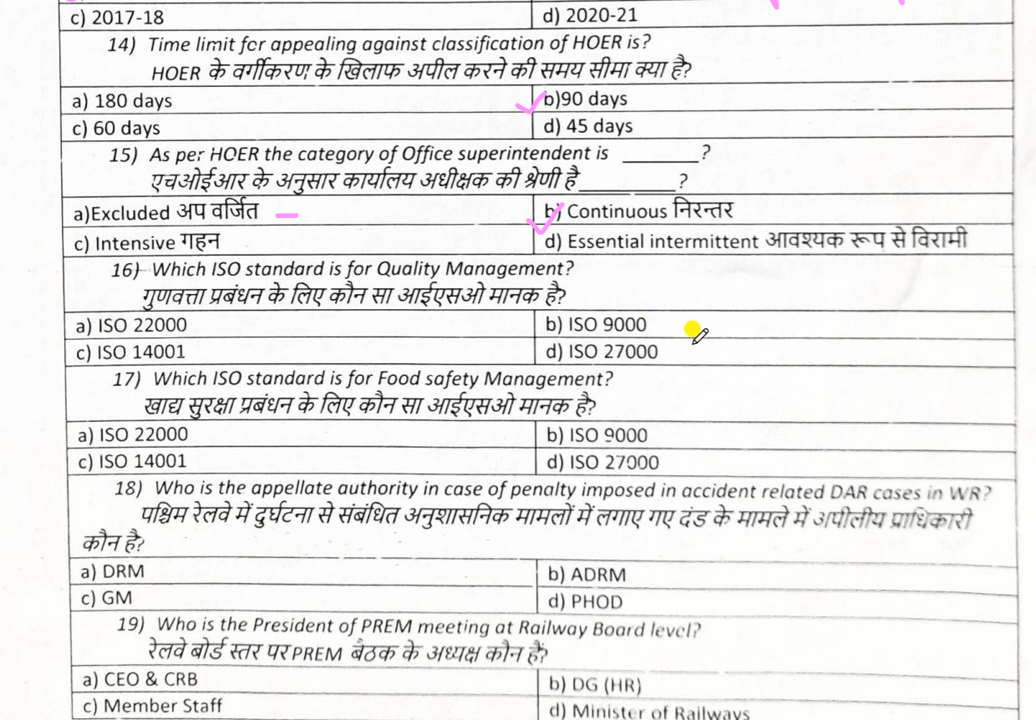 c) 2017-18 d) 2020-21
14) Time limit for appealing against classification of HOER is?
HOER के वर्गीकरण के खिलाफ अपील करने की समय सीमा क्या है?
a) 180 days b)90 days
c) 60 days d) 45 days
15) As per HOER the category of Office superintendent is ________?
एचओईआर के अनुसार कार्यालय अधीक्षक की श्रेणी है__________?
a)Excluded अप वर्जित b) Continuous निरन्तर
c) Intensive गहन d) Essential intermittent आवश्यक रूप से विरामी
16) Which ISO standard is for Quality Management?
गुणवत्ता प्रबंधन के लिए कौन सा आईएसओ मानक है?
a) ISO 22000 b) ISO 9000
c) ISO 14001 d) ISO 27000
17) Which ISO standard is for Food safety Management?
खाद्य सुरक्षा प्रबंधन के लिए कौन सा आईएसओ मानक है?
a) ISO 22000 b) ISO 9000
c) ISO 14001 d) ISO 27000
18) Who is the appellate authority in case of penalty imposed in accident related DAR cases in WR?
पश्चिम रेलवे में दुर्घटना से संबंधित अनुशासनिक मामलों में लगाए गए दंड के मामले में अपीलीय प्राधिकारी
कौन है?
a) DRM b) ADRM
c) GM d) PHOD
19) Who is the President of PREM meeting at Railway Board level?
रेलवे बोर्ड स्तर पर PREM बैठक के अध्यक्ष कौन हैं?
a) CEO & CRB b) DG (HR)
c) Member Staff d) Minister of Railways